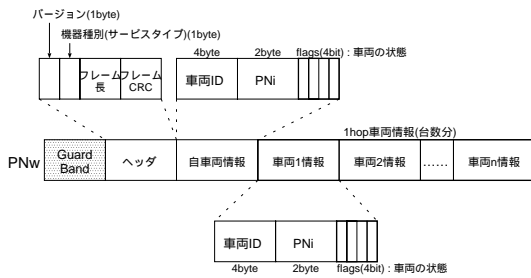 バージョン(1byte)
機器種別(サービスタイプ)(1byte)
4byte 2byte flags(4bit) : 車両の状態
フレーム長 フレームCRC 車両ID PNi
1hop車両情報(台数分)
PNw Guard Band ヘッダ 自車両情報 車両1情報 車両2情報 …… 車両n情報
車両ID PNi
4byte 2byte flags(4bit) : 車両の状態